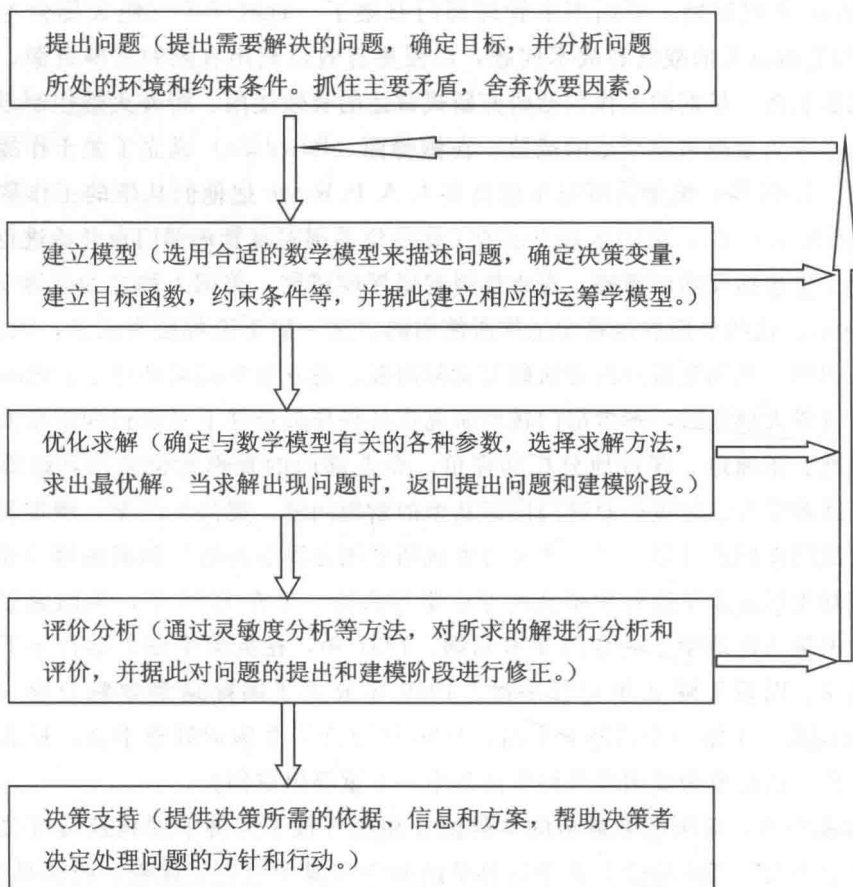 提出问题（提出需要解决的问题，确定目标，并分析问题
所处的环境和约束条件。抓住主要矛盾，舍弃次要因素。）
建立模型（选用合适的数学模型来描述问题，确定决策变量，
建立目标函数，约束条件等，并据此建立相应的运筹学模型。）
优化求解（确定与数学模型有关的各种参数，选择求解方法，
求出最优解。当求解出现问题时，返回提出问题和建模阶段。）
评价分析（通过灵敏度分析等方法，对所求的解进行分析和
评价，并据此对问题的提出和建模阶段进行修正。）
决策支持（提供决策所需的依据、信息和方案，帮助决策者
决定处理问题的方针和行动。）